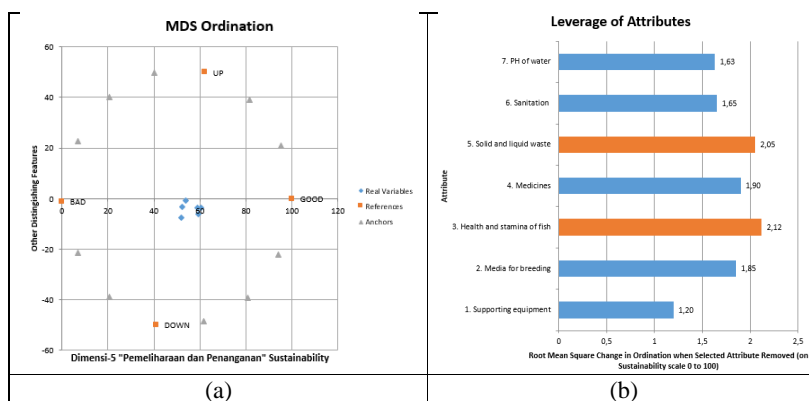 MDS Ordination
60
UP
40
20
Other Distingishing Features
BAD
GOOD
0
0
20
40
60
80
100
120
-20
-40
DOWN
-60
Real Variables
References
Anchors
Dimensi-5 "Pemeliharaan dan Penanganan" Sustainability
(a)
Leverage of Attributes
Attribute
7. PH of water
1,63
6. Sanitation
1,65
5. Solid and liquid waste
2,05
4. Medicines
1,90
3. Health and stamina of fish
2,12
2. Media for breeding
1,85
1. Supporting equipment
1,20
0
0,5
1
1,5
2
2,5
Root Mean Square Change in Ordination when Selected Attribute Removed (on
Sustainability scale 0 to 100)
(b)